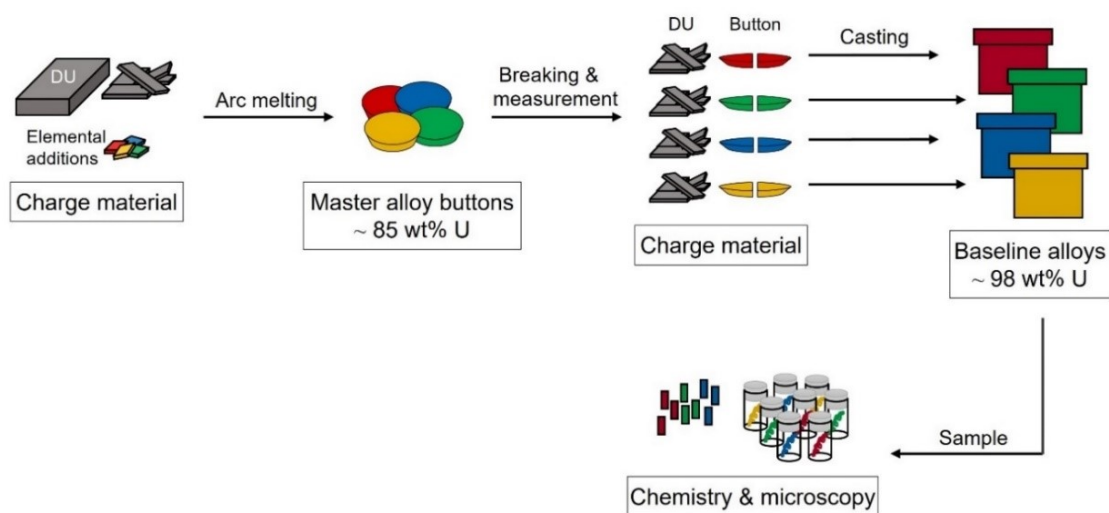 DU
Elemental
additions
Charge material
Arc melting
Master alloy buttons
~ 85 wt% U
Breaking &
measurement
DU
Button
Charge material
Casting
Baseline alloys
~ 98 wt% U
Sample
Chemistry & microscopy